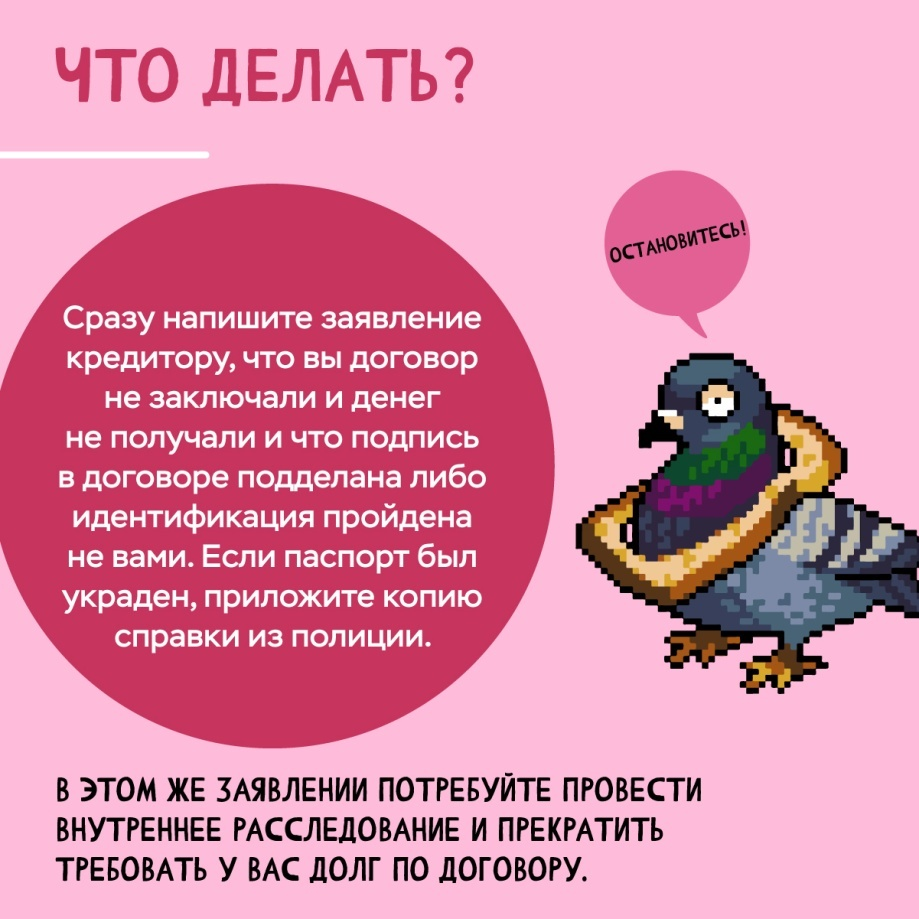 ЧТО ДЕЛАТЬ?
ОСТАНОВИТЕСЬ!
Сразу напишите заявление
кредитору, что вы договор
не заключали и денег
не получали и что подпись
в договоре подделана либо
идентификация пройдена
не вами. Если паспорт был
украден, приложите копию
справки из полиции.
В ЭТОМ ЖЕ ЗАЯВЛЕНИИ ПОТРЕБУЙТЕ ПРОВЕСТИ
ВНУТРЕННЕЕ РАССЛЕДОВАНИЕ И ПРЕКРАТИТЬ
ТРЕБОВАТЬ У ВАС ДОЛГ ПО ДОГОВОРУ.